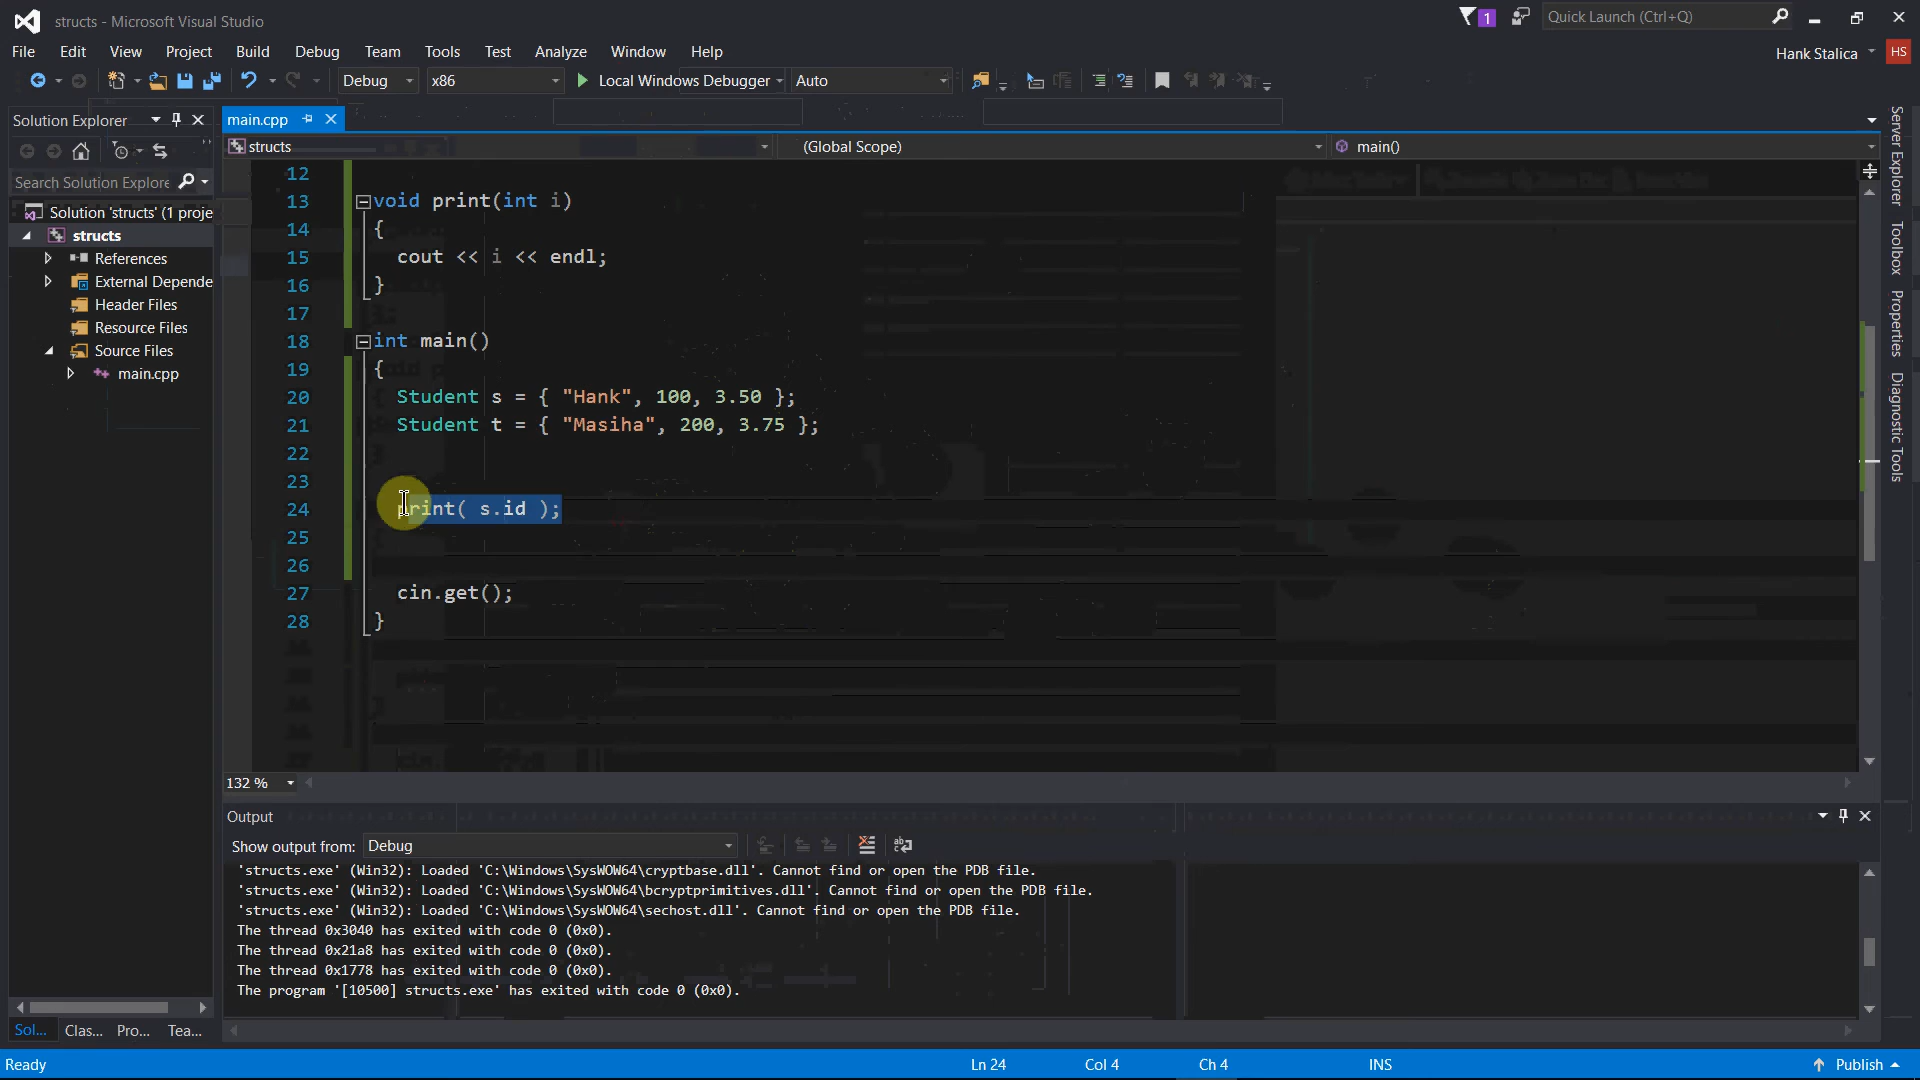 structs - Microsoft Visual Studio
1
Quick Launch (Ctrl+Q)
File Edit View Project Build Debug Team Tools Test Analyze Window Help
Hank Stalica HS
Debug x86 Local Windows Debugger Auto
Solution Explorer
main.cpp
structs (Global Scope) main()
Search Solution Explore
Solution 'structs' (1 proje
structs
References
External Depende
Header Files
Resource Files
Source Files
main.cpp
12
13 void print(int i)
14 {
15 cout << i << endl;
16 }
17
18 int main()
19 {
20 Student s = { "Hank", 100, 3.50 };
21 Student t = { "Masiha", 200, 3.75 };
22
23
24 print( s.id );
25
26
27 cin.get();
28 }
132 %
Server Explorer
Toolbox
Properties
Diagnostic Tools
Output
Show output from: Debug
'structs.exe' (Win32): Loaded 'C:\Windows\SysWOW64\cryptbase.dll'. Cannot find or open the PDB file.
'structs.exe' (Win32): Loaded 'C:\Windows\SysWOW64\bcryptprimitives.dll'. Cannot find or open the PDB file.
'structs.exe' (Win32): Loaded 'C:\Windows\SysWOW64\sechost.dll'. Cannot find or open the PDB file.
The thread 0x3040 has exited with code 0 (0x0).
The thread 0x21a8 has exited with code 0 (0x0).
The thread 0x1778 has exited with code 0 (0x0).
The program '[10500] structs.exe' has exited with code 0 (0x0).
Sol... Clas... Pro... Tea...
Ready Ln 24 Col 4 Ch 4 INS Publish